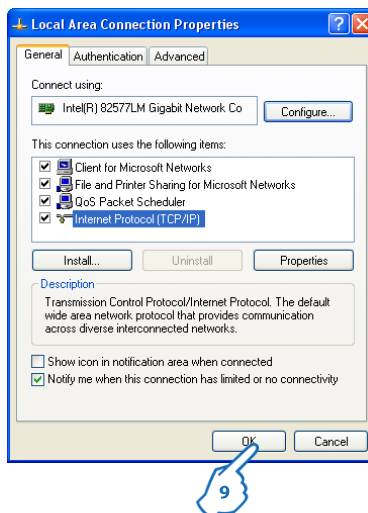 Local Area Connection Properties
General Authentication Advanced
Connect using:
Intel(R) 82577LM Gigabit Network Co Configure...
This connection uses the following items:
Client for Microsoft Networks
File and Printer Sharing for Microsoft Networks
QoS Packet Scheduler
Internet Protocol (TCP/IP)
Install... Uninstall Properties
Description
Transmission Control Protocol/Internet Protocol. The default
wide area network protocol that provides communication
across diverse interconnected networks.
Show icon in notification area when connected
Notify me when this connection has limited or no connectivity
OK Cancel
9